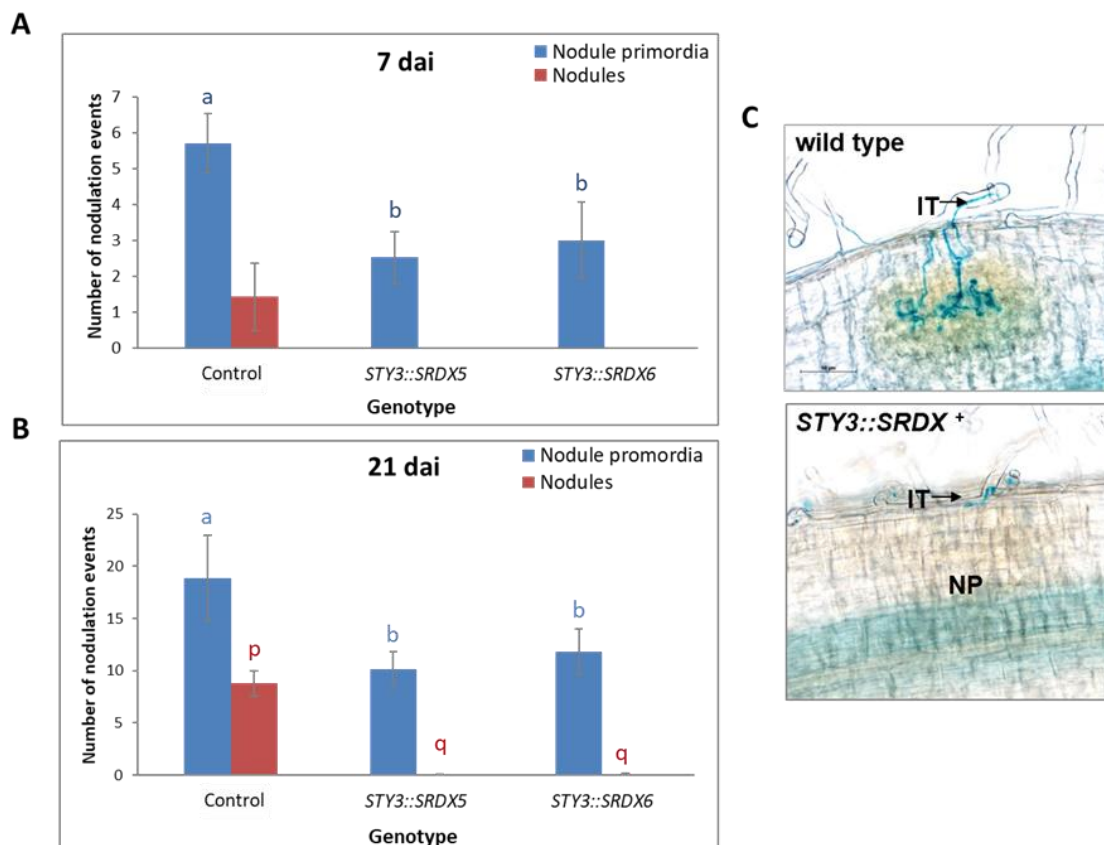 A
7 dai
Nodule primordia
Nodules
Number of nodulation events
7
6
5
4
3
2
1
0
a
b
b
Control
STY3::SRDX5
STY3::SRDX6
Genotype
B
21 dai
Nodule promordia
Nodules
Number of nodulation events
25
20
15
10
5
0
a
p
b
q
b
q
Control
STY3::SRDX5
STY3::SRDX6
Genotype
C
wild type
IT
STY3::SRDX +
IT
NP